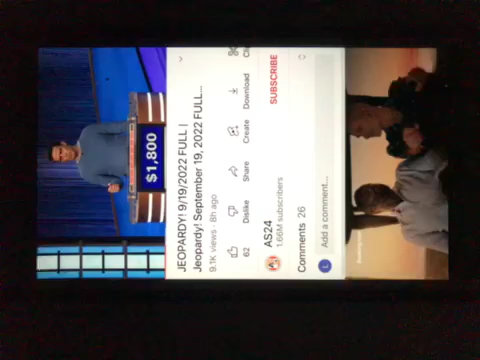 $1,800
JEOPARDY! 9/19/2022 FULL |
Jeopardy! September 19, 2022 FULL...
9.1K views · 8h ago
62
Dislike
Share
Create
Download
AS24
1.66M subscribers
SUBSCRIBE
Comments 26
L
Add a comment...